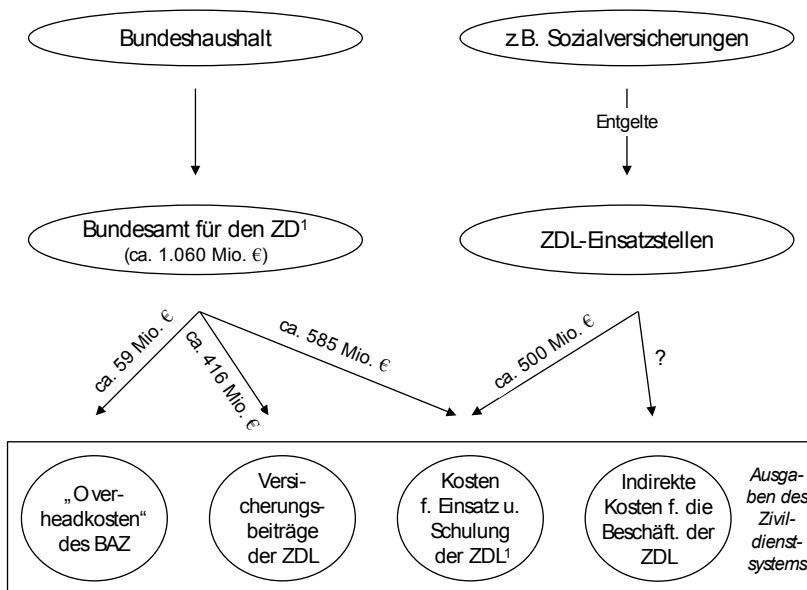 Bundeshaushalt
z.B. Sozialversicherungen
Entgelte
Bundesamt für den ZD¹
(ca. 1.060 Mio. €)
ZDL-Einsatzstellen
ca. 59 Mio. €
ca. 416 Mio. €
ca. 585 Mio. €
ca. 500 Mio. €
?
„Over-
headkosten“
des BAZ
Versi-
cherungs-
beiträge
der ZDL
Kosten
f. Einsatz u.
Schulung
der ZDL¹
Indirekte
Kosten f. die
Beschäft. der
ZDL
Ausga-
ben des
Zivil-
dienst-
systems